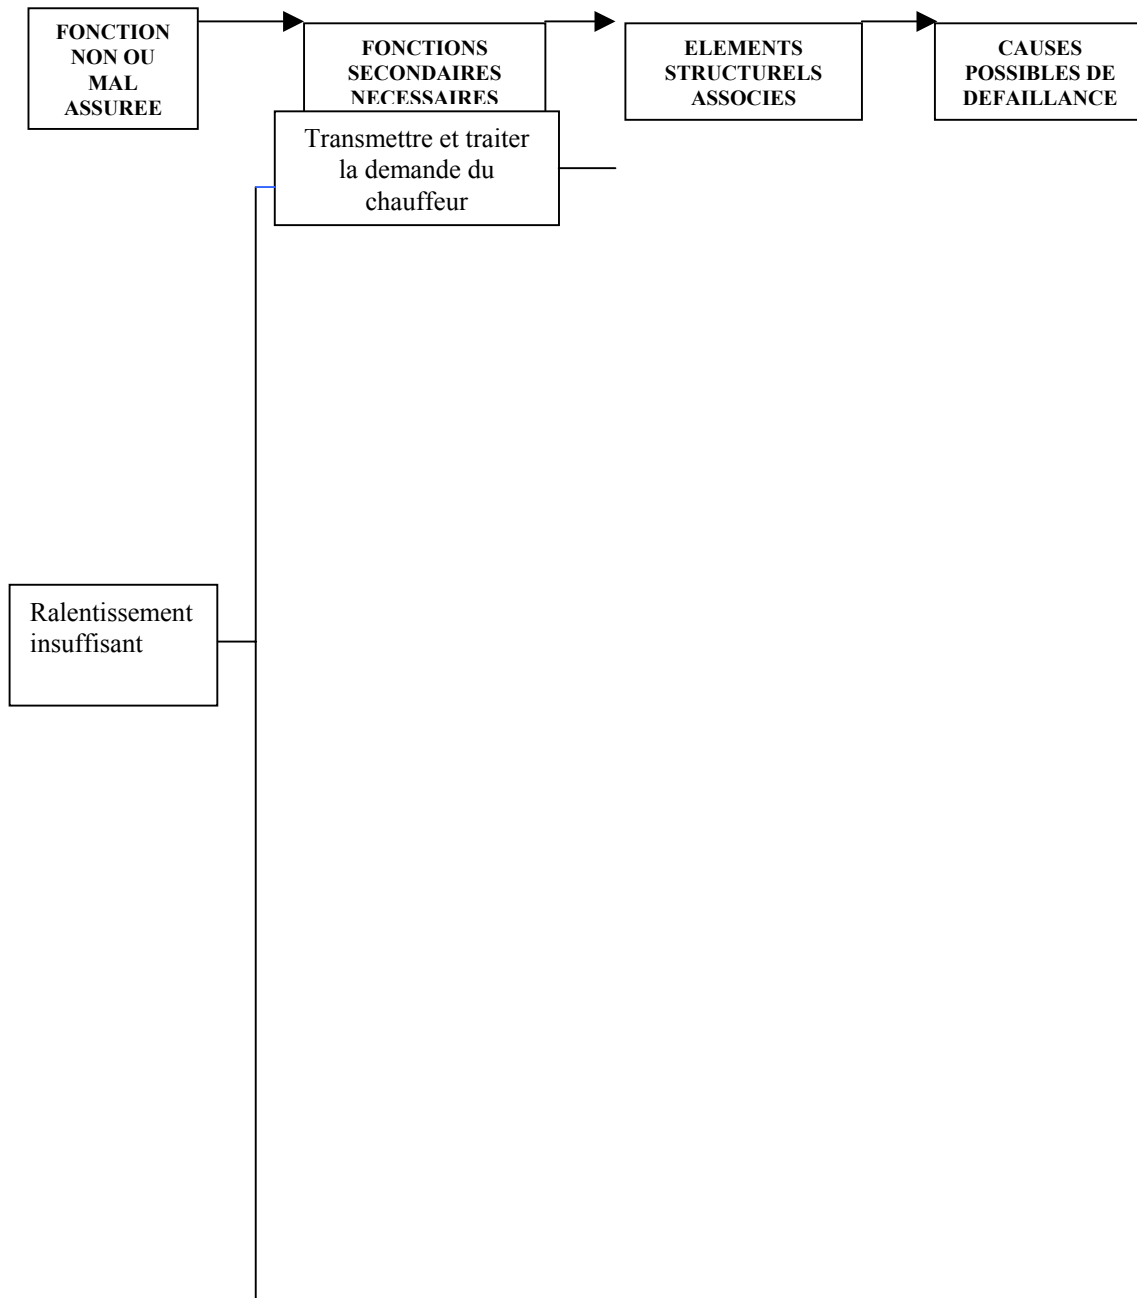 FONCTION
NON OU
MAL
ASSUREE
FONCTIONS
SECONDAIRES
NECESSAIRES
ELEMENTS
STRUCTURELS
ASSOCIES
CAUSES
POSSIBLES DE
DEFAILLANCE
Transmettre et traiter
la demande du
chauffeur
Ralentissement
insuffisant